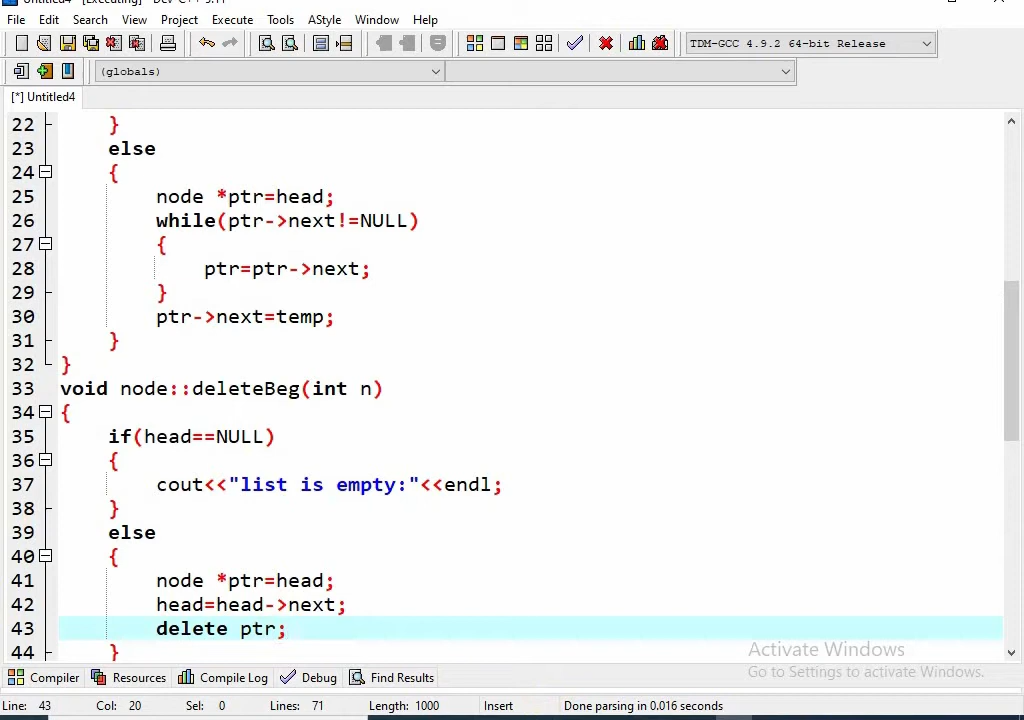 Untitled4 - [Executing] - Dev-C++ 5.11
File Edit Search View Project Execute Tools AStyle Window Help
TDM-GCC 4.9.2 64-bit Release
(globals)
[*] Untitled4
22 }
23 else
24 {
25 node *ptr=head;
26 while(ptr->next!=NULL)
27 {
28 ptr=ptr->next;
29 }
30 ptr->next=temp;
31 }
32 }
33 void node::deleteBeg(int n)
34 {
35 if(head==NULL)
36 {
37 cout<<"list is empty:"<<endl;
38 }
39 else
40 {
41 node *ptr=head;
42 head=head->next;
43 delete ptr;
44 }
Activate Windows
Go to Settings to activate Windows.
Compiler Resources Compile Log Debug Find Results
Line: 43 Col: 20 Sel: 0 Lines: 71 Length: 1000 Insert Done parsing in 0.016 seconds